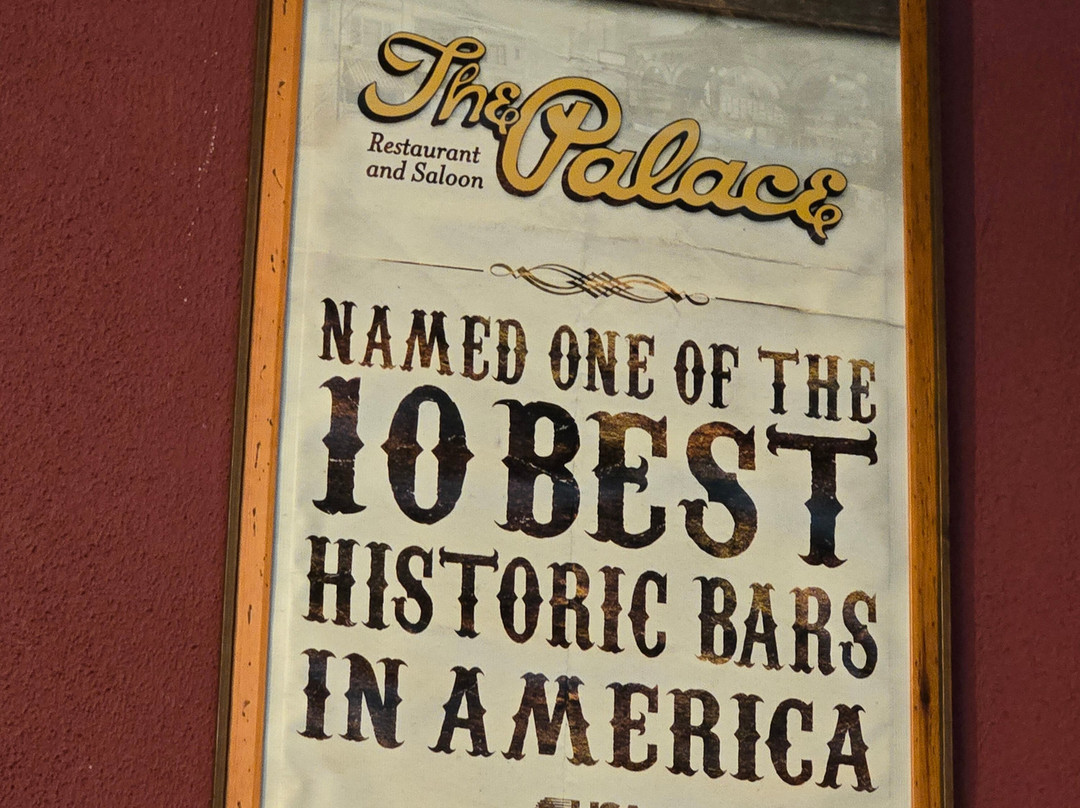 The Palace
Restaurant
and Saloon
NAMED ONE OF THE
10 BEST
HISTORIC BARS
IN AMERICA